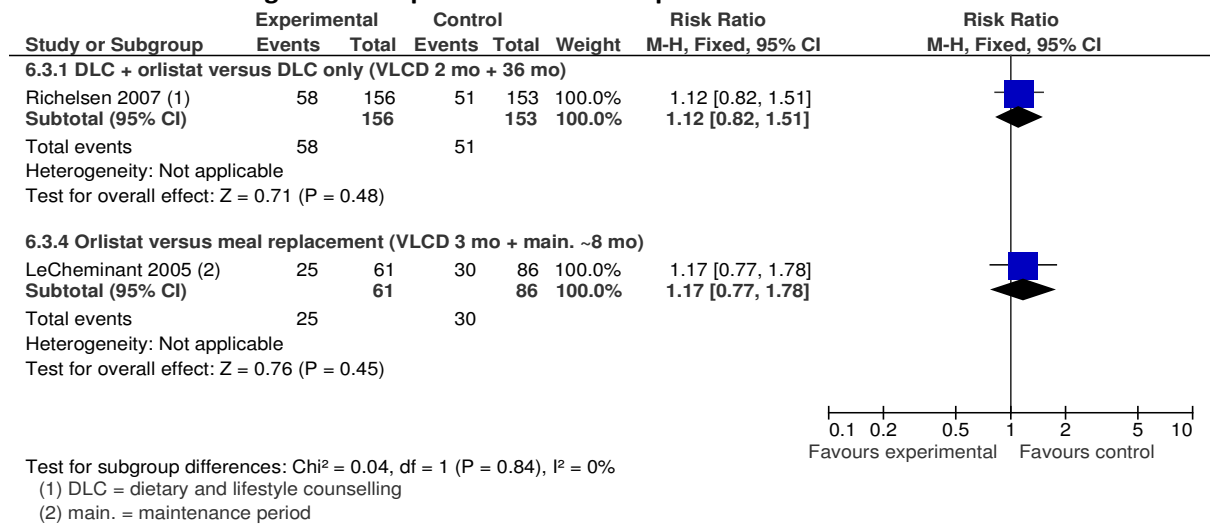 Experimental Control Risk Ratio Risk Ratio
Study or Subgroup Events Total Events Total Weight M-H, Fixed, 95% CI M-H, Fixed, 95% CI
6.3.1 DLC + orlistat versus DLC only (VLCD 2 mo + 36 mo)
Richelsen 2007 (1) 58 156 51 153 100.0% 1.12 [0.82, 1.51]
Subtotal (95% CI) 156 153 100.0% 1.12 [0.82, 1.51]
Total events 58 51
Heterogeneity: Not applicable
Test for overall effect: Z = 0.71 (P = 0.48)
6.3.4 Orlistat versus meal replacement (VLCD 3 mo + main. ~8 mo)
LeCheminant 2005 (2) 25 61 30 86 100.0% 1.17 [0.77, 1.78]
Subtotal (95% CI) 61 86 100.0% 1.17 [0.77, 1.78]
Total events 25 30
Heterogeneity: Not applicable
Test for overall effect: Z = 0.76 (P = 0.45)
0.1 0.2 0.5 1 2 5 10
Favours experimental Favours control
Test for subgroup differences: Chi² = 0.04, df = 1 (P = 0.84), I² = 0%
(1) DLC = dietary and lifestyle counselling
(2) main. = maintenance period